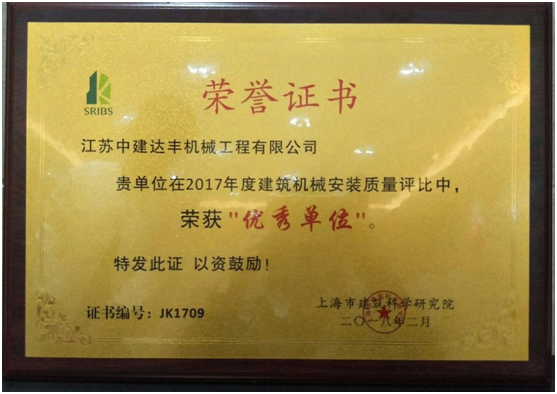 SRIBS
荣誉证书
江苏中建达丰机械工程有限公司
贵单位在2017年度建筑机械安装质量评比中，
荣获"优秀单位"。
特发此证 以资鼓励！
证书编号：JK1709
上海市建筑科学研究院
二〇一八年二月